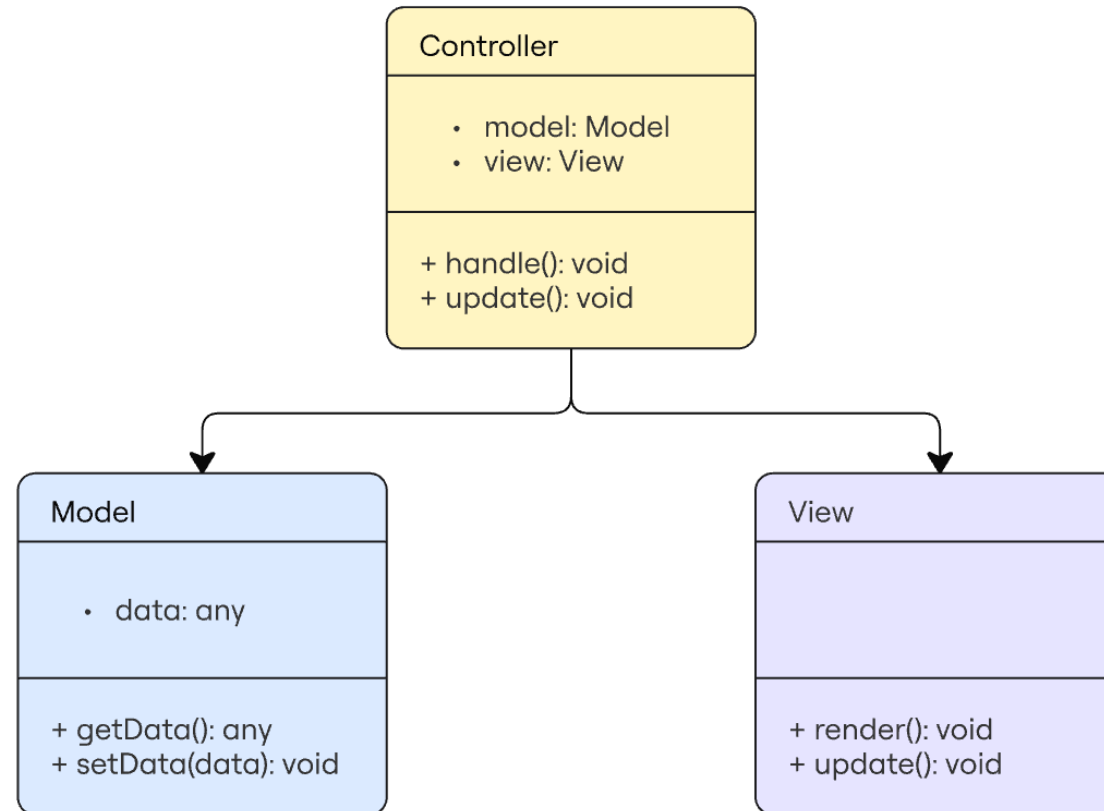 Controller
• model: Model
• view: View
+ handle(): void
+ update(): void
Model
• data: any
+ getData(): any
+ setData(data): void
View
+ render(): void
+ update(): void